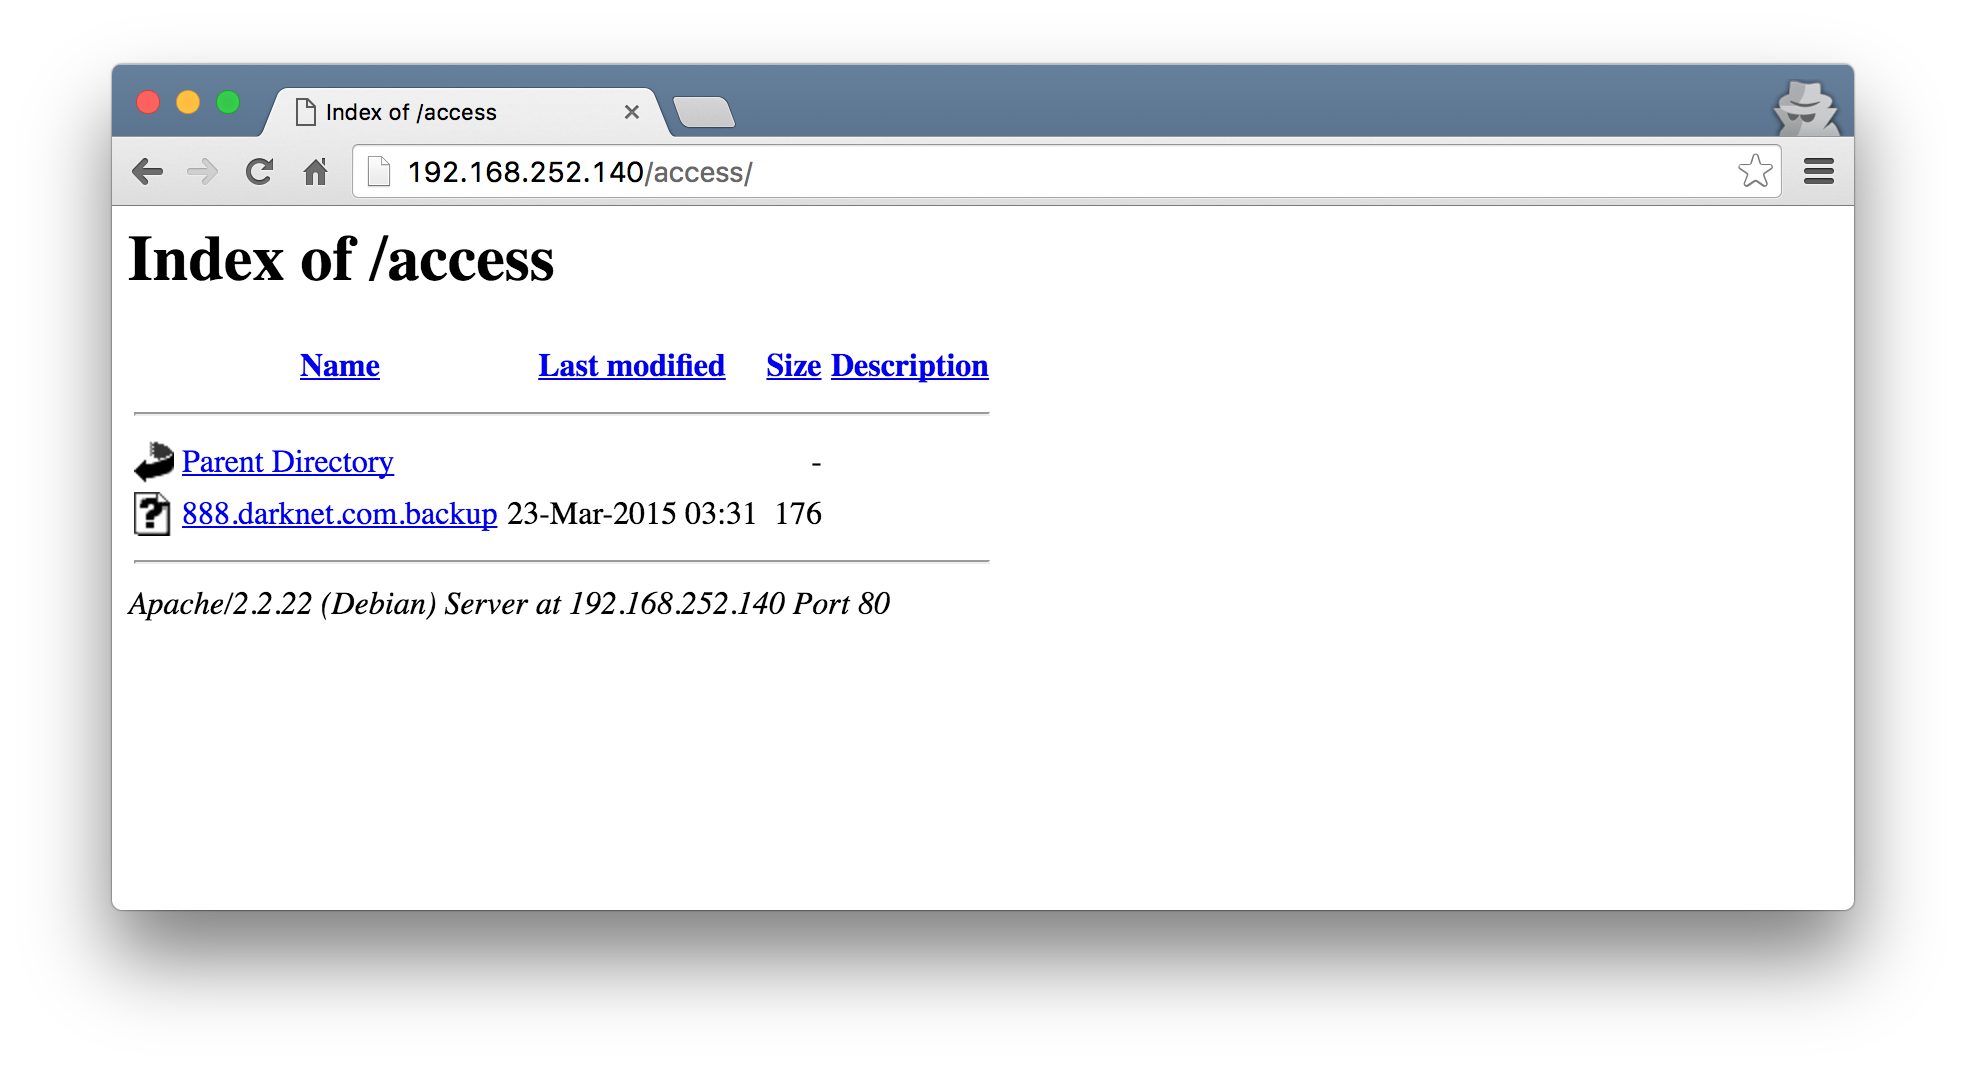 Index of /access
192.168.252.140/access/
Index of /access
Name Last modified Size Description
Parent Directory -
888.darknet.com.backup 23-Mar-2015 03:31 176
Apache/2.2.22 (Debian) Server at 192.168.252.140 Port 80